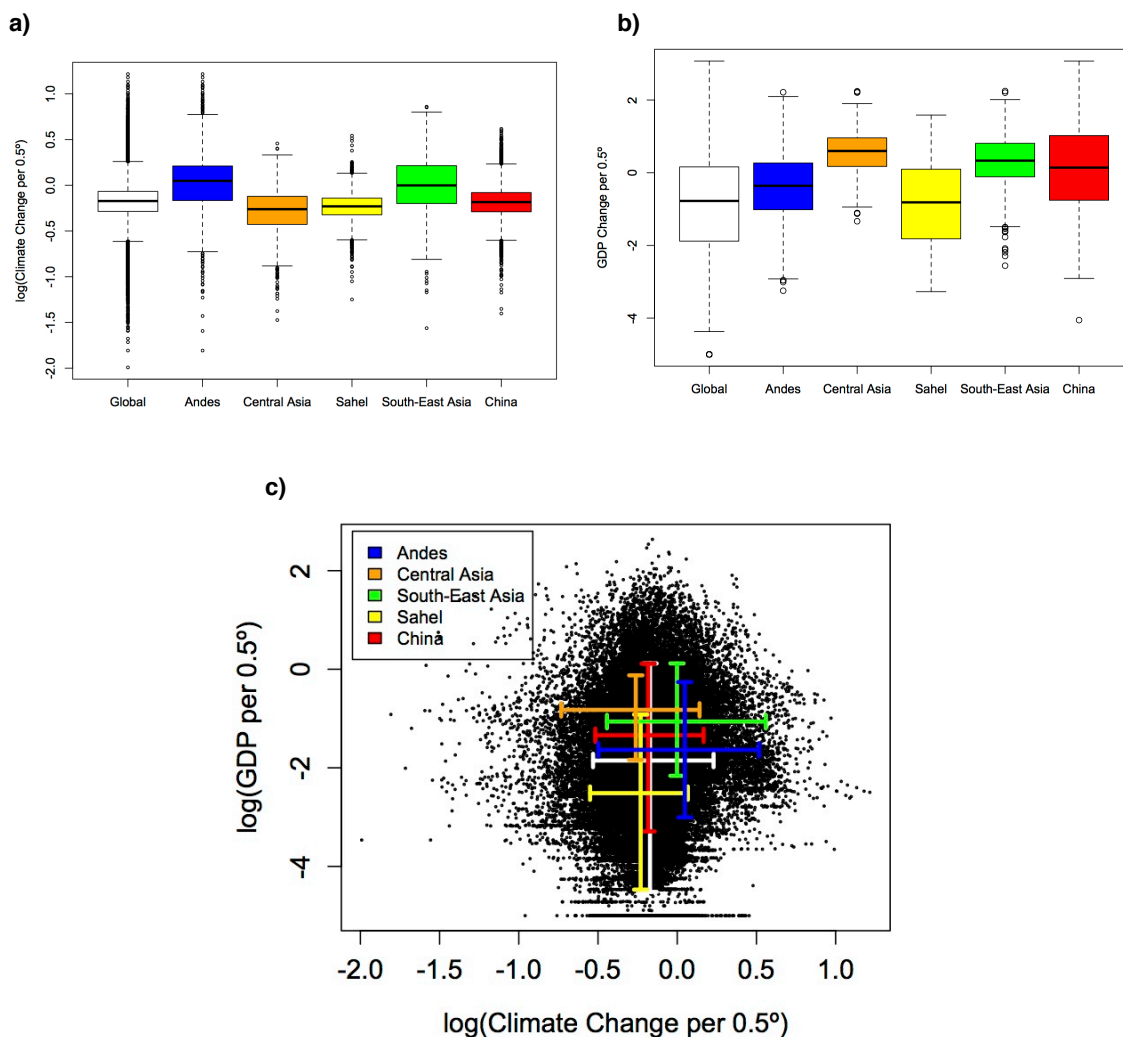 a)
log(Climate Change per 0.5º)
1.0
0.5
0.0
-0.5
-1.0
-1.5
-2.0
Global Andes Central Asia Sahel South-East Asia China
b)
GDP Change per 0.5º
2
0
-2
-4
Global Andes Central Asia Sahel South-East Asia China
c)
Andes
Central Asia
South-East Asia
Sahel
China
log(GDP per 0.5º)
2
0
-2
-4
-2.0 -1.5 -1.0 -0.5 0.0 0.5 1.0
log(Climate Change per 0.5º)